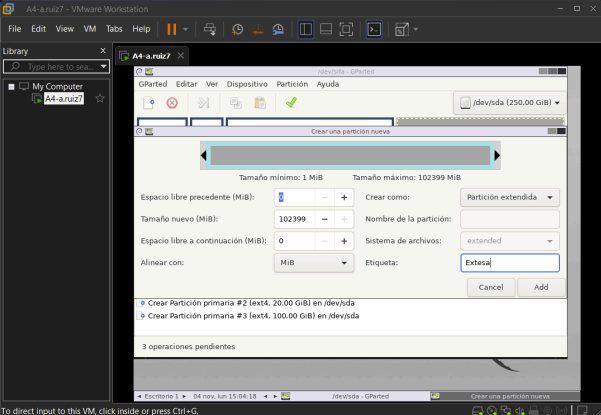 A4-a.ruiz7 - VMware Workstation
File Edit View VM Tabs Help
Library
Type here to sea...
My Computer
A4-a.ruiz7
A4-a.ruiz7
/dev/sda - GParted
GParted Editar Ver Dispositivo Partición Ayuda
/dev/sda (250.00 GiB)
Crear una partición nueva
Tamaño mínimo: 1 MiB Tamaño máximo: 102399 MiB
Espacio libre precedente (MiB): 0 Crear como: Partición extendida
Tamaño nuevo (MiB): 102399 Nombre de la partición:
Espacio libre a continuación (MiB): 0 Sistema de archivos: extended
Alinear con: MiB Etiqueta: Extesa
Cancel Add
Crear Partición primaria #2 (ext4, 20.00 GiB) en /dev/sda
Crear Partición primaria #3 (ext4, 100.00 GiB) en /dev/sda
3 operaciones pendientes
Escritorio 1 04 nov, lun 15:04:18 /dev/sda - GParted Crear una partición nueva
To direct input to this VM, click inside or press Ctrl+G.